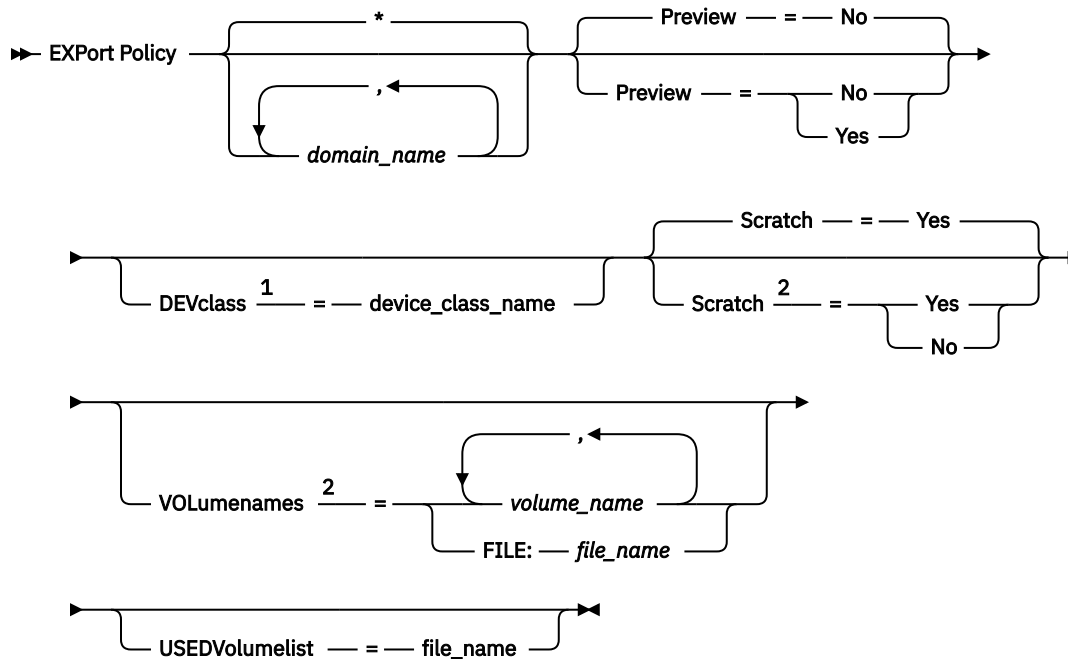 *
Preview = No
EXPort Policy
,
domain_name
Preview = No
Yes
Scratch = Yes
DEVclass 1 = device_class_name
Scratch 2 = Yes
No
,
VOLumenames 2 = volume_name
FILE: file_name
USEDVolumelist = file_name